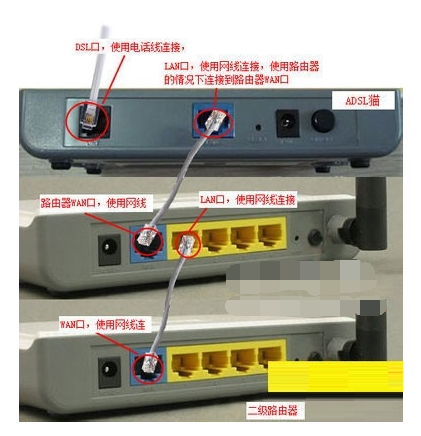 DSL口，使用电话线连接，
LAN口，使用网线连接，使用路由器
的情况下连接到路由器WAN口
ADSL猫
路由器WAN口，使用网线
LAN口，使用网线连接
WAN口，使用网线连
二级路由器